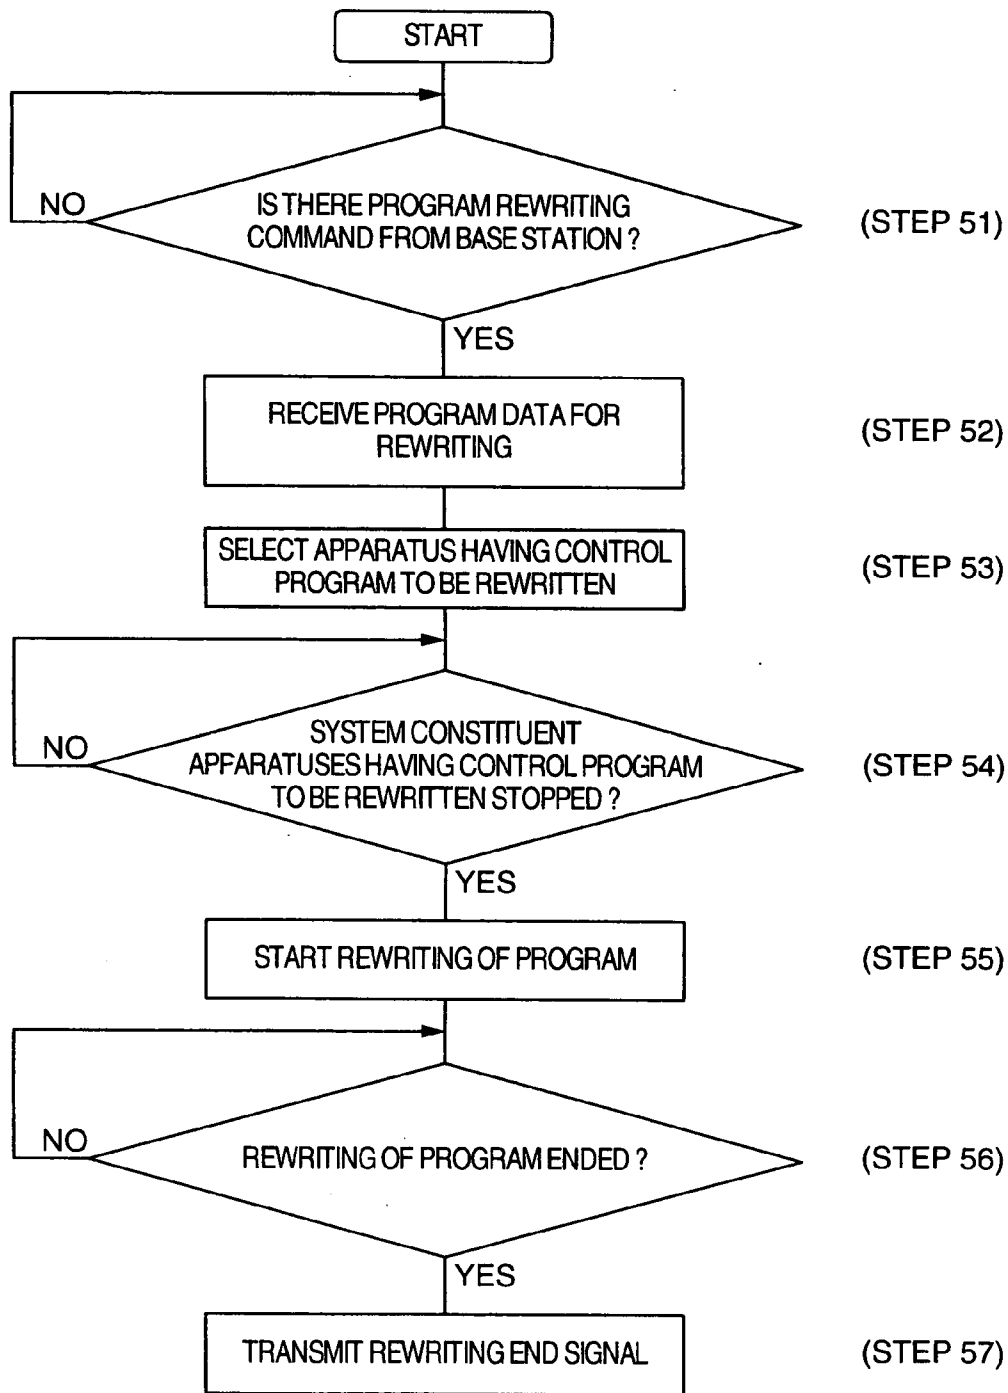 START
NO
IS THERE PROGRAM REWRITING
COMMAND FROM BASE STATION ?
(STEP 51)
YES
RECEIVE PROGRAM DATA FOR
REWRITING
(STEP 52)
SELECT APPARATUS HAVING CONTROL
PROGRAM TO BE REWRITTEN
(STEP 53)
NO
SYSTEM CONSTITUENT
APPARATUSES HAVING CONTROL PROGRAM
TO BE REWRITTEN STOPPED ?
(STEP 54)
YES
START REWRITING OF PROGRAM
(STEP 55)
NO
REWRITING OF PROGRAM ENDED ?
(STEP 56)
YES
TRANSMIT REWRITING END SIGNAL
(STEP 57)